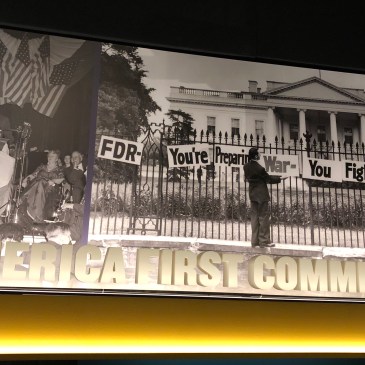 FDR- You're Preparing War- You Fig
ERICA FIRST COMM